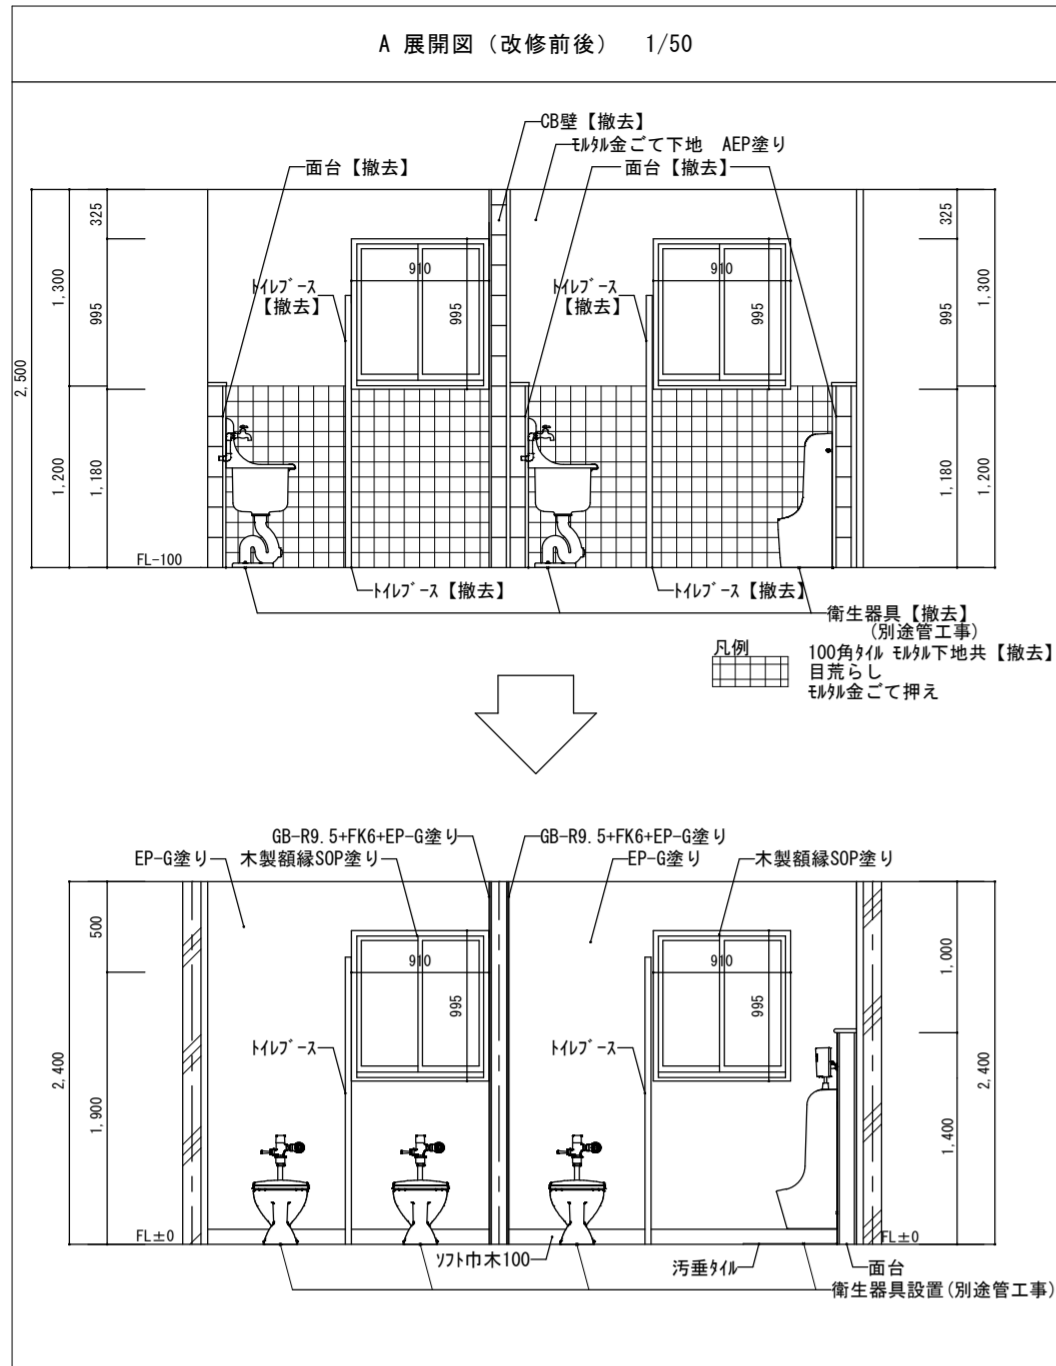 A 展開図（改修前後）　1/50
CB壁【撤去】
ﾓﾙﾀﾙ金ごて下地　AEP塗り
面台【撤去】
面台【撤去】
325
325
910
910
1,300
995
ﾄｲﾚﾌﾞｰｽ
【撤去】
995
ﾄｲﾚﾌﾞｰｽ
【撤去】
995
995
1,300
2,500
1,200
1,180
1,180
1,200
FL-100
ﾄｲﾚﾌﾞｰｽ【撤去】
ﾄｲﾚﾌﾞｰｽ【撤去】
衛生器具【撤去】
(別途管工事)
凡例
100角ﾀｲﾙ ﾓﾙﾀﾙ下地共【撤去】
目荒らし
ﾓﾙﾀﾙ金ごて押え
GB-R9.5+FK6+EP-G塗り
GB-R9.5+FK6+EP-G塗り
EP-G塗り
木製額縁SOP塗り
EP-G塗り
木製額縁SOP塗り
500
1,000
910
910
995
995
ﾄｲﾚﾌﾞｰｽ
ﾄｲﾚﾌﾞｰｽ
2,400
1,900
1,400
2,400
FL±0
FL±0
ｿﾌﾄ巾木100
汚垂ﾀｲﾙ
面台
衛生器具設置(別途管工事)